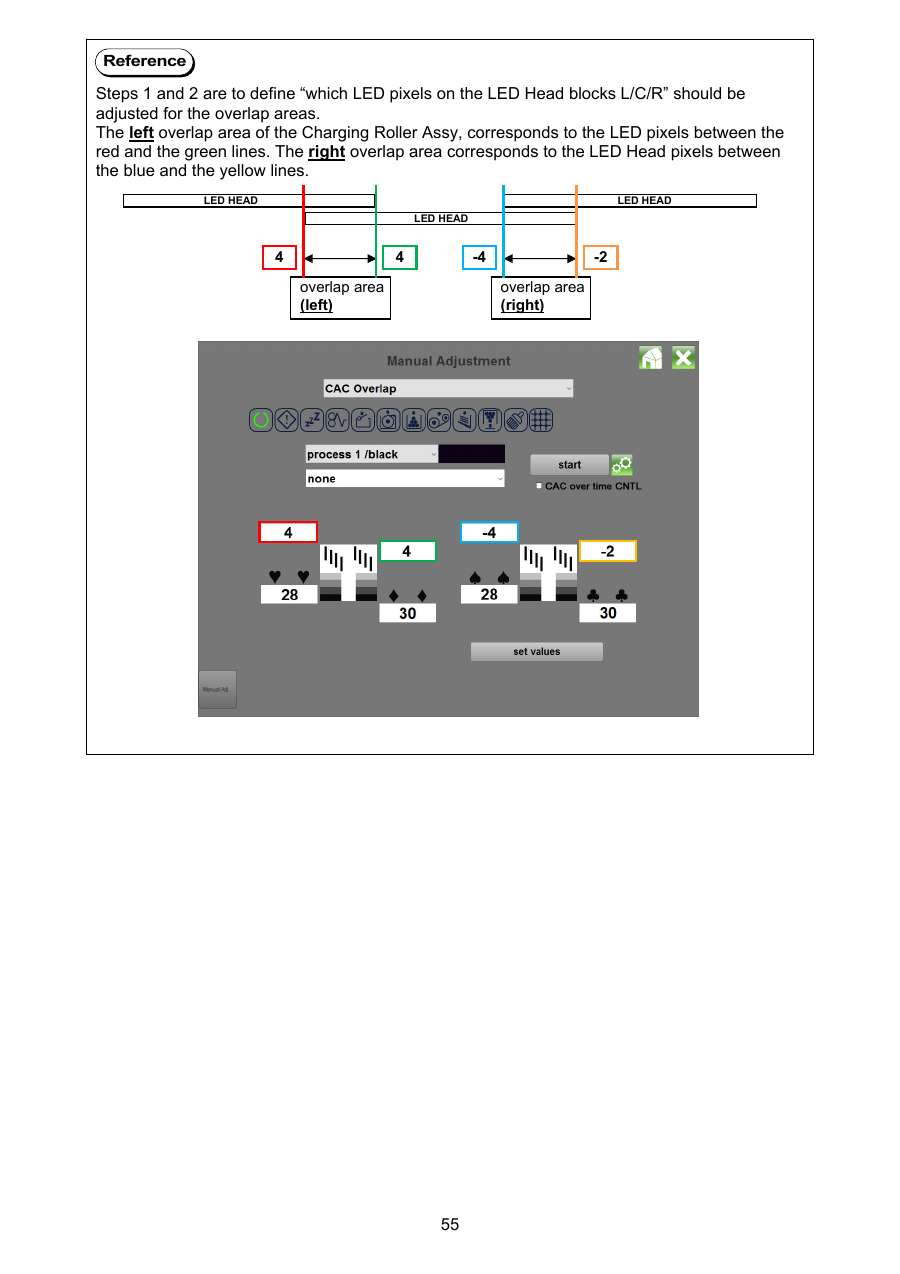 Reference
Steps 1 and 2 are to define “which LED pixels on the LED Head blocks L/C/R” should be
adjusted for the overlap areas.
The left overlap area of the Charging Roller Assy, corresponds to the LED pixels between the
red and the green lines. The right overlap area corresponds to the LED Head pixels between
the blue and the yellow lines.
LED HEAD LED HEAD
LED HEAD
4 4 -4 -2
overlap area overlap area
(left) (right)
Manual Adjustment
CAC Overlap
zzZ
process 1 /black
start
none
CAC over time CNTL
4 -4
4 -2
28 28
30 30
set values
Manual Adj.
55